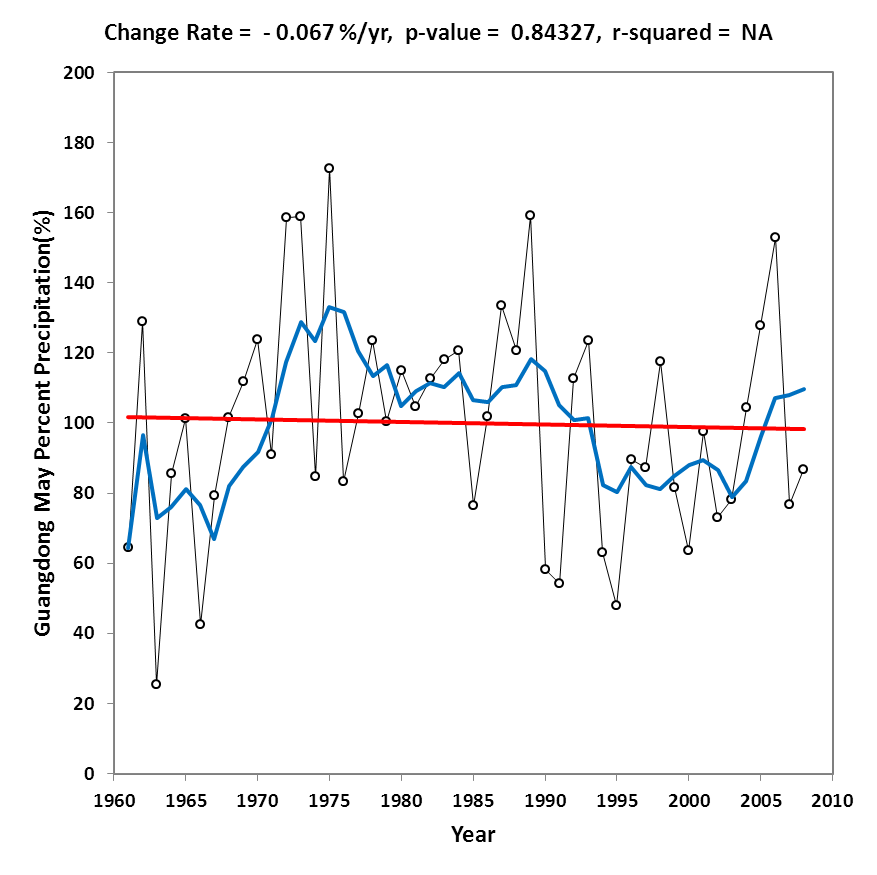 Change Rate = - 0.067 %/yr, p-value = 0.84327, r-squared = NA
200
180
160
140
120
100
80
60
40
20
0
Guangdong May Percent Precipitation(%)
1960 1965 1970 1975 1980 1985 1990 1995 2000 2005 2010
Year